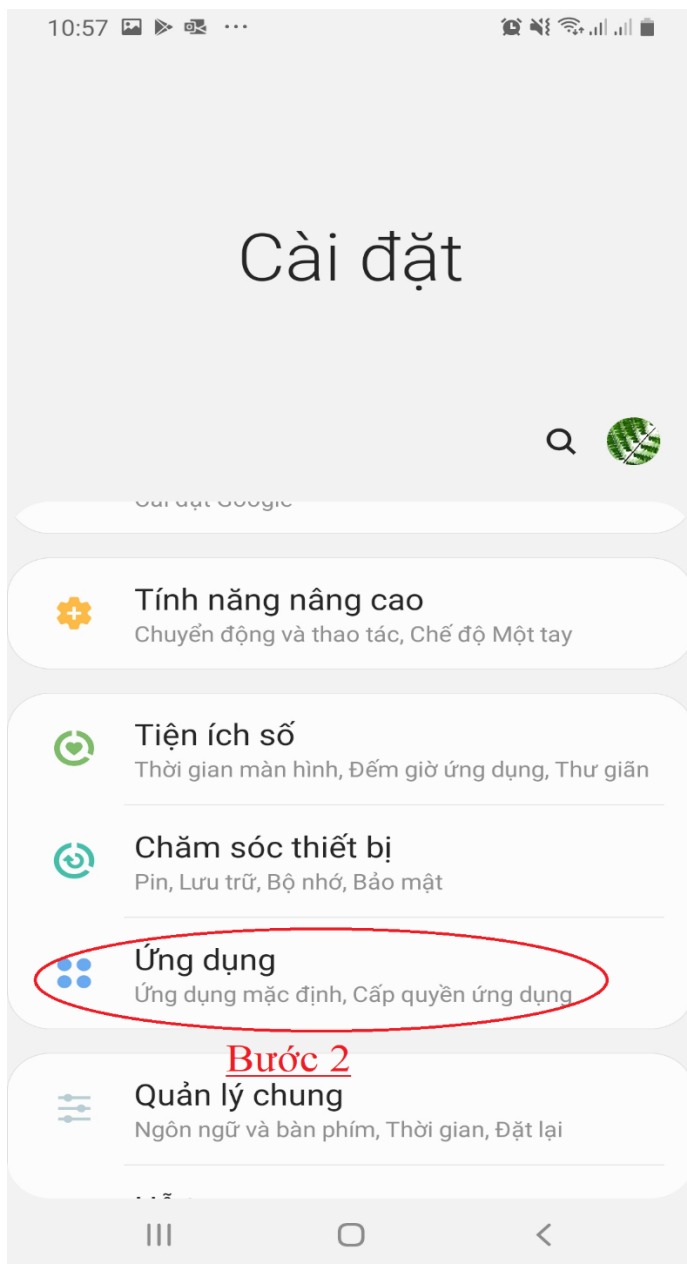 10:57
Cài đặt
Cài đặt Google
Tính năng nâng cao
Chuyển động và thao tác, Chế độ Một tay
Tiện ích số
Thời gian màn hình, Đếm giờ ứng dụng, Thư giãn
Chăm sóc thiết bị
Pin, Lưu trữ, Bộ nhớ, Bảo mật
Ứng dụng
Ứng dụng mặc định, Cấp quyền ứng dụng
Bước 2
Quản lý chung
Ngôn ngữ và bàn phím, Thời gian, Đặt lại